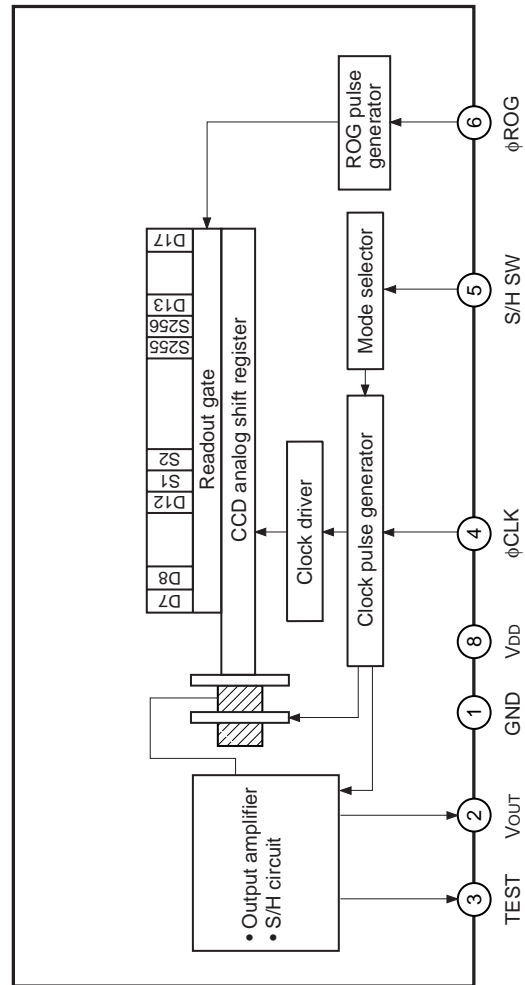 D7
D8
D12
S1
S2
S255
S256
D13
D17
Readout gate
CCD analog shift register
Clock driver
Clock pulse generator
Mode selector
ROG pulse
generator
• Output amplifier
• S/H circuit
3
2
1
8
4
5
6
TEST
VOUT
GND
VDD
φCLK
S/H SW
φROG